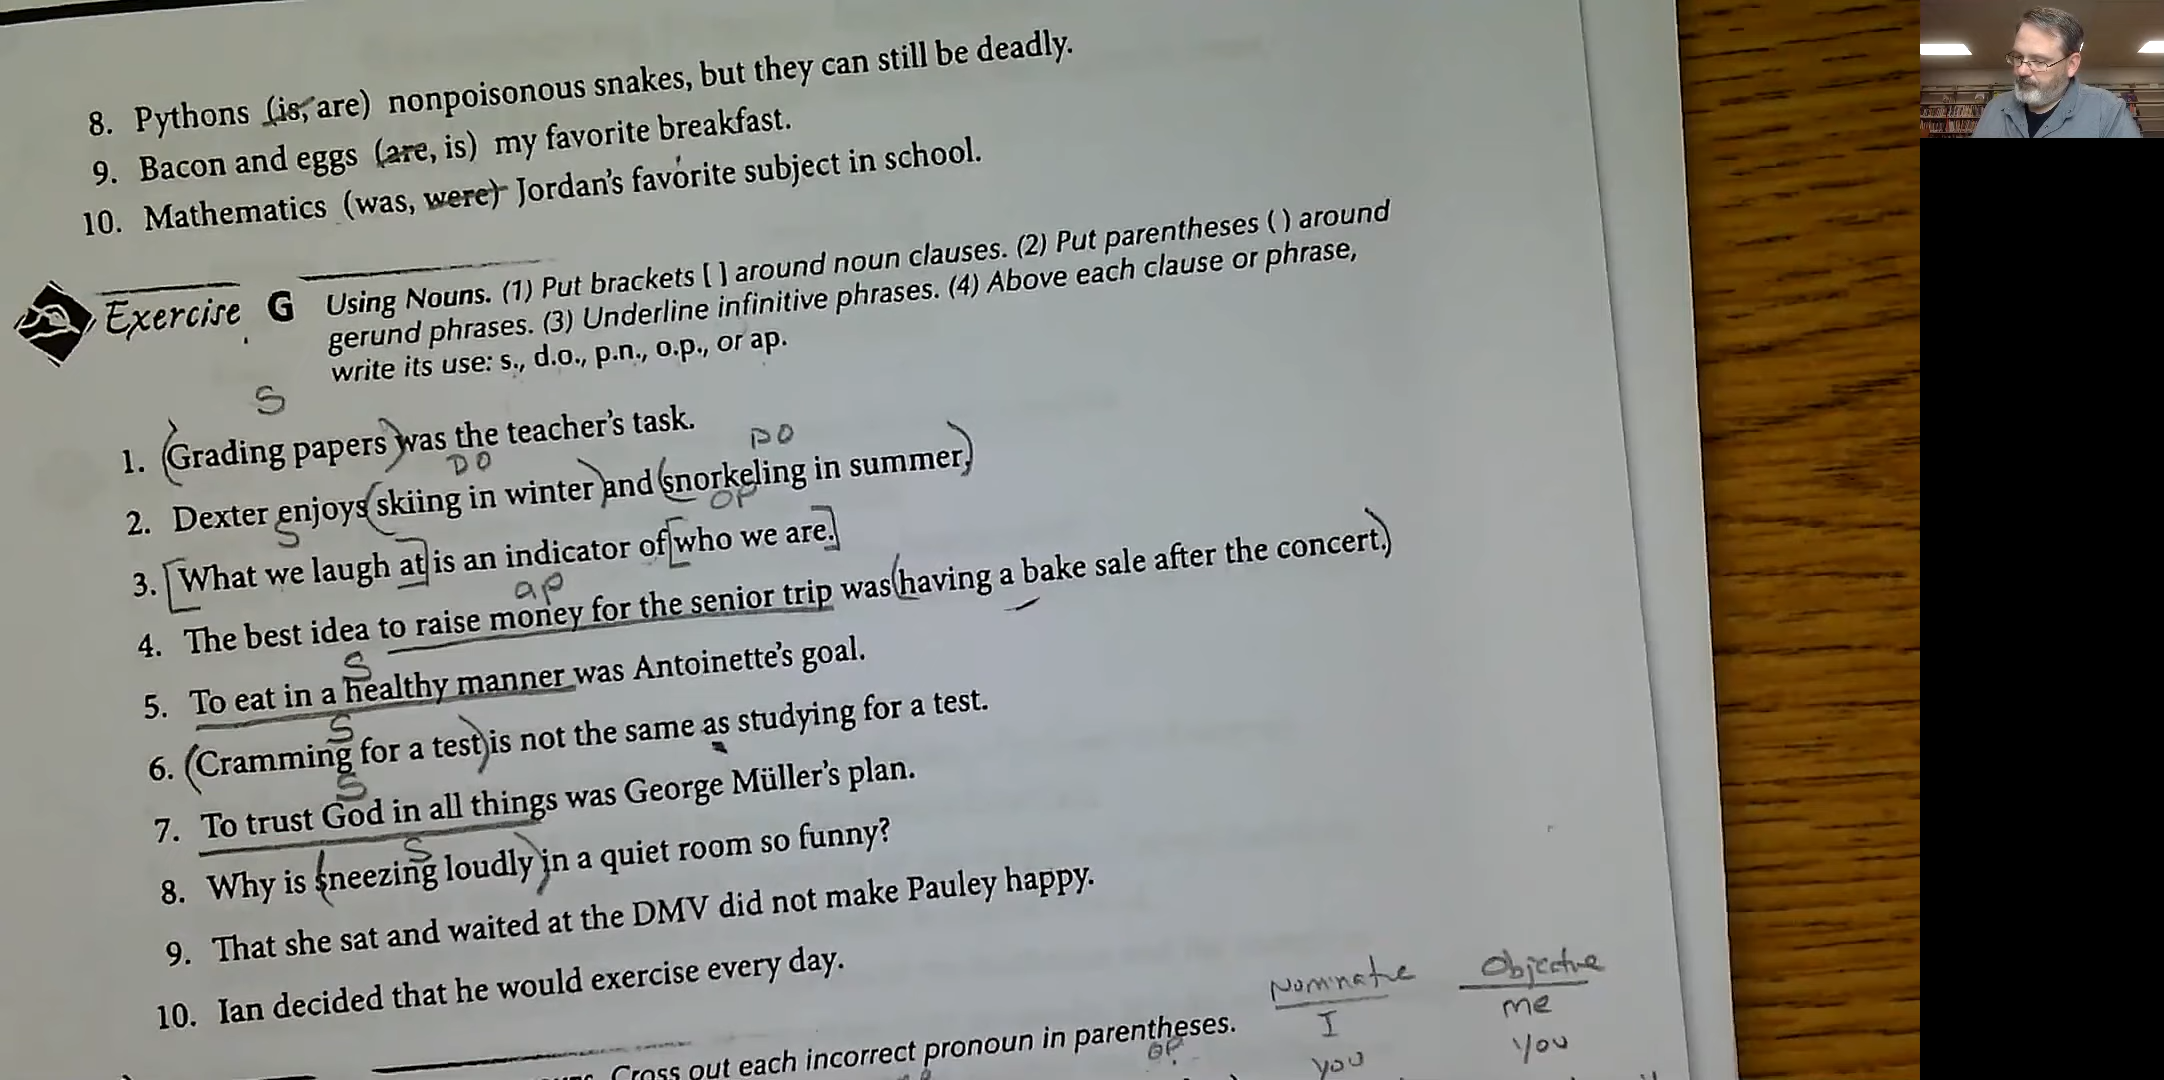 8. Pythons (is, are) nonpoisonous snakes, but they can still be deadly.
9. Bacon and eggs (are, is) my favorite breakfast.
10. Mathematics (was, were) Jordan's favorite subject in school.
Exercise G Using Nouns. (1) Put brackets [ ] around noun clauses. (2) Put parentheses ( ) around
gerund phrases. (3) Underline infinitive phrases. (4) Above each clause or phrase,
write its use: s., d.o., p.n., o.p., or ap.
S
1. (Grading papers) was the teacher's task.
DO DO
2. Dexter enjoys (skiing in winter) and (snorkeling in summer.)
S OP
3. [What we laugh at] is an indicator of [who we are.]
ap
4. The best idea to raise money for the senior trip was (having a bake sale after the concert.)
S
5. To eat in a healthy manner was Antoinette's goal.
S
6. (Cramming for a test) is not the same as studying for a test.
S
7. To trust God in all things was George Müller's plan.
S
8. Why is (sneezing loudly) in a quiet room so funny?
9. That she sat and waited at the DMV did not make Pauley happy.
10. Ian decided that he would exercise every day.
Nominative Objective
I me
you you
Cross out each incorrect pronoun in parentheses.
OP